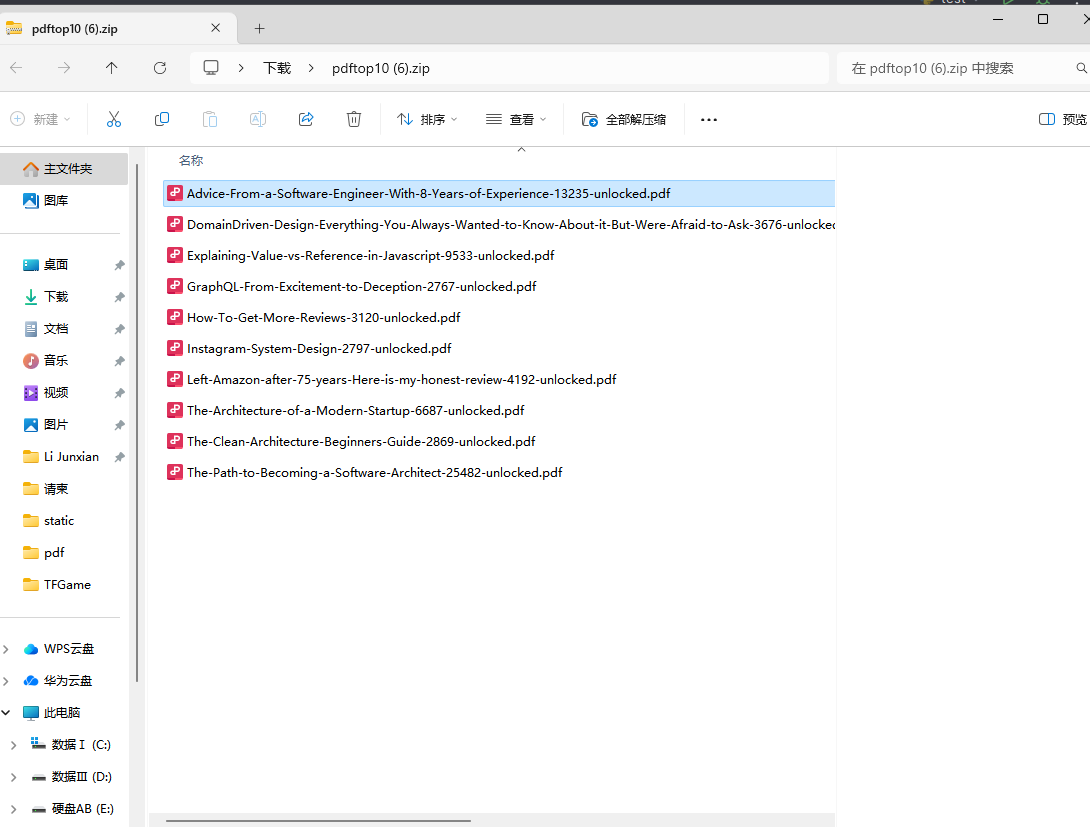 test
pdftop10 (6).zip
下载 pdftop10 (6).zip 在 pdftop10 (6).zip 中搜索
新建 排序 查看 全部解压缩 预览
名称
主文件夹
图库
桌面
下载
文档
音乐
视频
图片
Li Junxian
请柬
static
pdf
TFGame
WPS云盘
华为云盘
此电脑
数据Ⅰ (C:)
数据Ⅲ (D:)
硬盘AB (E:)
Advice-From-a-Software-Engineer-With-8-Years-of-Experience-13235-unlocked.pdf
DomainDriven-Design-Everything-You-Always-Wanted-to-Know-About-it-But-Were-Afraid-to-Ask-3676-unlocked
Explaining-Value-vs-Reference-in-Javascript-9533-unlocked.pdf
GraphQL-From-Excitement-to-Deception-2767-unlocked.pdf
How-To-Get-More-Reviews-3120-unlocked.pdf
Instagram-System-Design-2797-unlocked.pdf
Left-Amazon-after-75-years-Here-is-my-honest-review-4192-unlocked.pdf
The-Architecture-of-a-Modern-Startup-6687-unlocked.pdf
The-Clean-Architecture-Beginners-Guide-2869-unlocked.pdf
The-Path-to-Becoming-a-Software-Architect-25482-unlocked.pdf